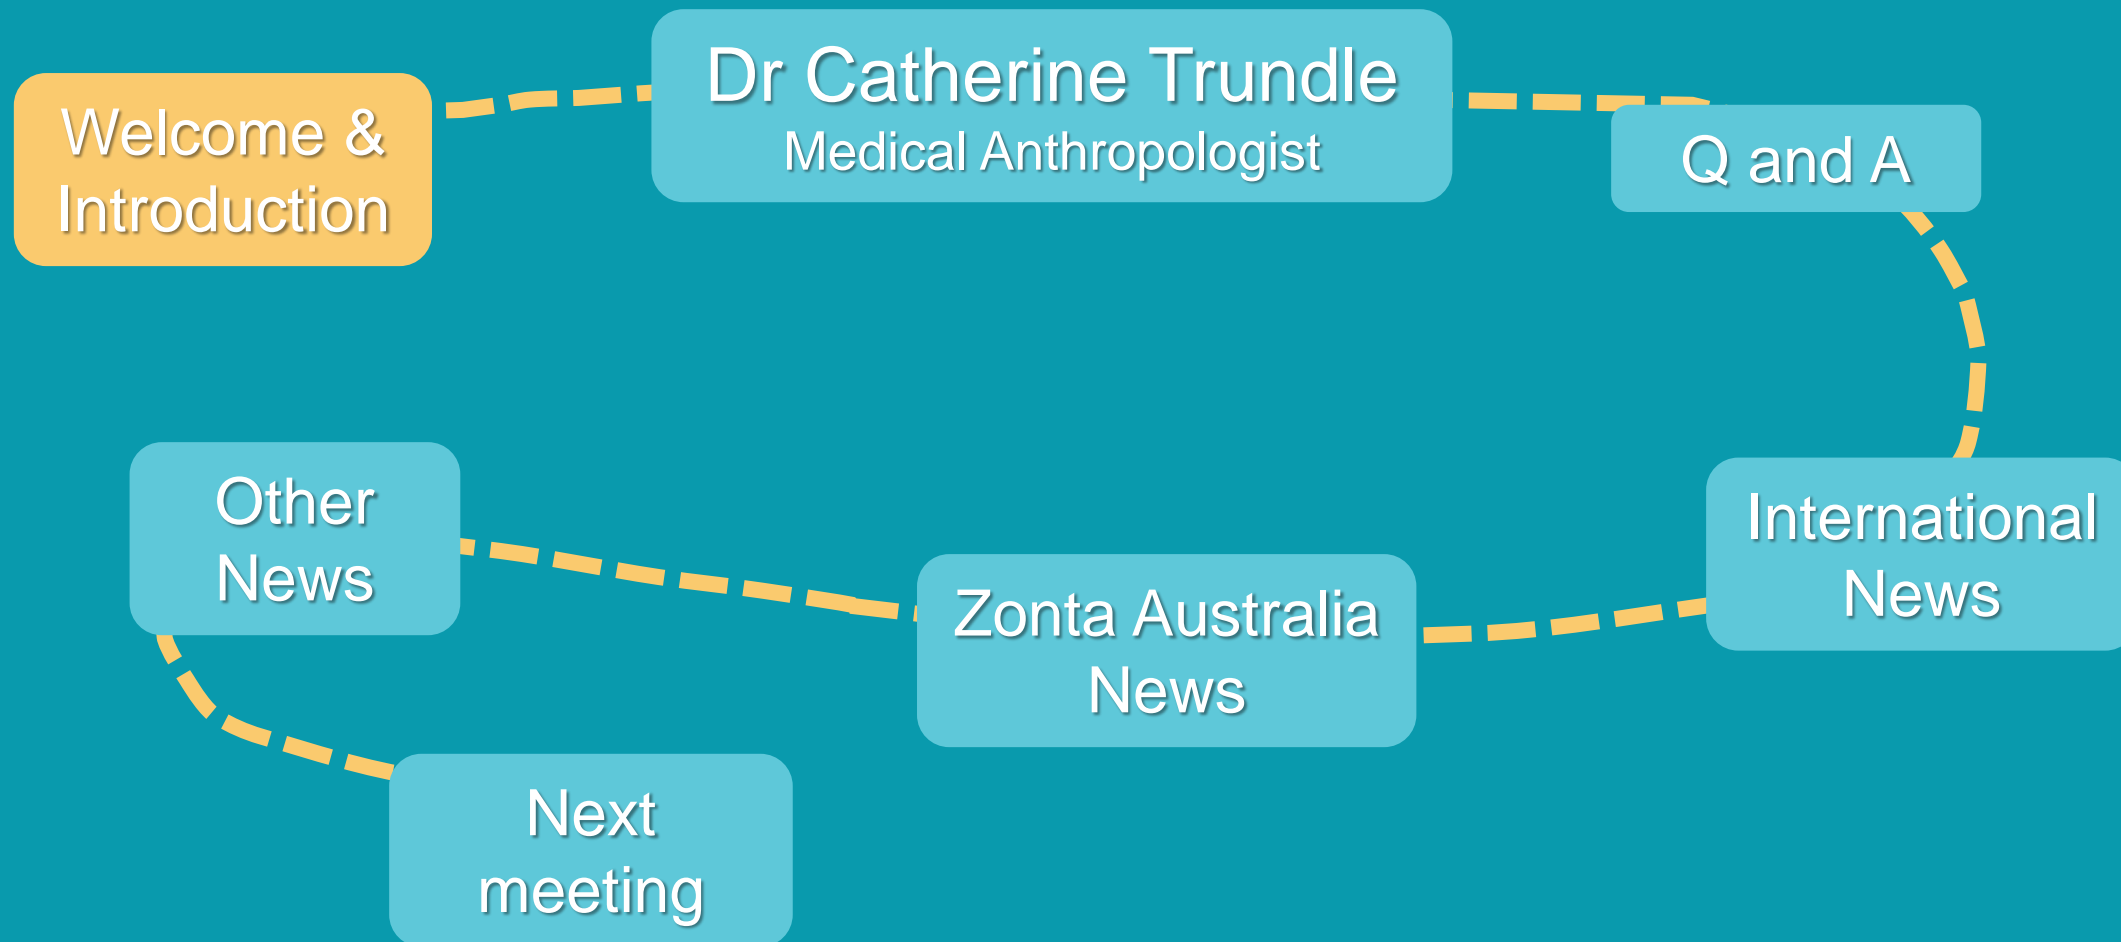 Welcome &
Introduction
Dr Catherine Trundle
Medical Anthropologist
Q and A
International
News
Zonta Australia
News
Other
News
Next
meeting